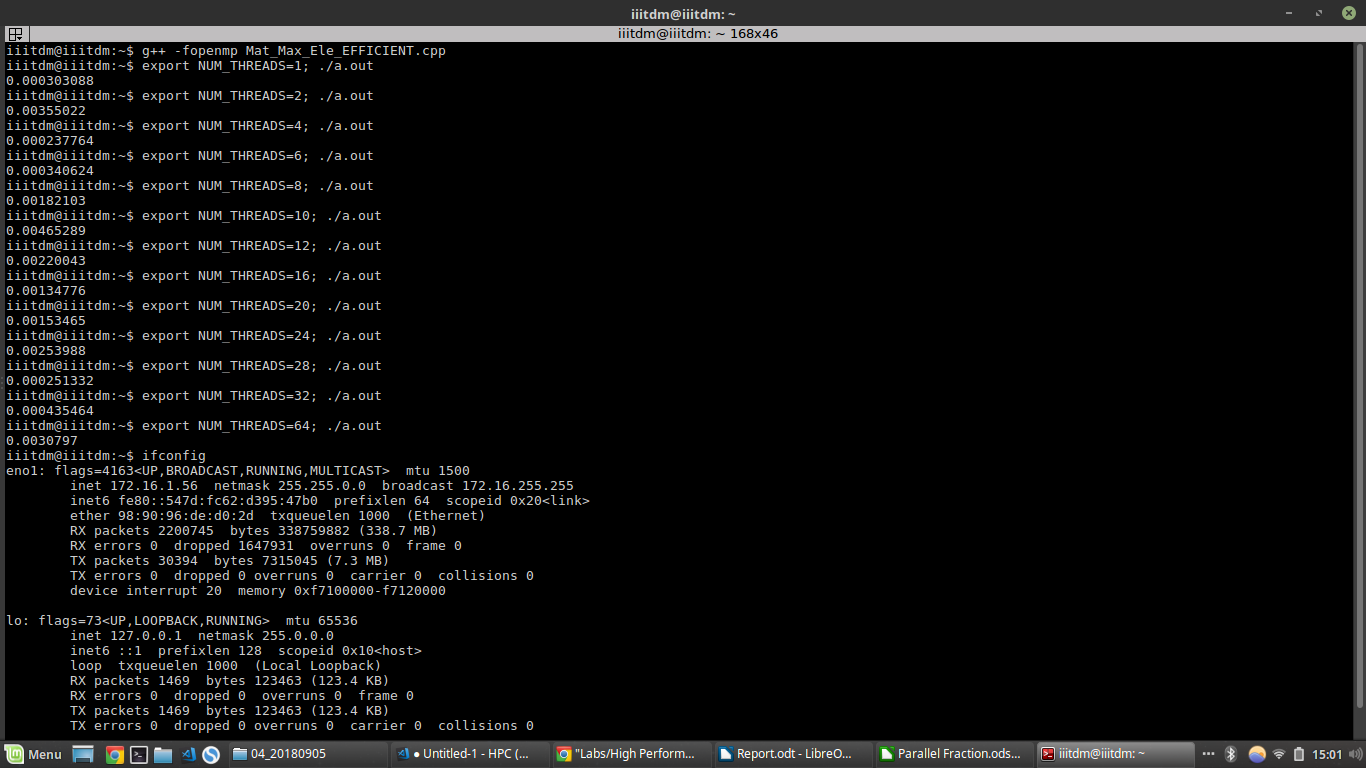 iiitdm@iiitdm: ~
iiitdm@iiitdm: ~ 168x46
iiitdm@iiitdm:~$ g++ -fopenmp Mat_Max_Ele_EFFICIENT.cpp
iiitdm@iiitdm:~$ export NUM_THREADS=1; ./a.out
0.000303088
iiitdm@iiitdm:~$ export NUM_THREADS=2; ./a.out
0.00355022
iiitdm@iiitdm:~$ export NUM_THREADS=4; ./a.out
0.000237764
iiitdm@iiitdm:~$ export NUM_THREADS=6; ./a.out
0.000340624
iiitdm@iiitdm:~$ export NUM_THREADS=8; ./a.out
0.00182103
iiitdm@iiitdm:~$ export NUM_THREADS=10; ./a.out
0.00465289
iiitdm@iiitdm:~$ export NUM_THREADS=12; ./a.out
0.00220043
iiitdm@iiitdm:~$ export NUM_THREADS=16; ./a.out
0.00134776
iiitdm@iiitdm:~$ export NUM_THREADS=20; ./a.out
0.00153465
iiitdm@iiitdm:~$ export NUM_THREADS=24; ./a.out
0.00253988
iiitdm@iiitdm:~$ export NUM_THREADS=28; ./a.out
0.000251332
iiitdm@iiitdm:~$ export NUM_THREADS=32; ./a.out
0.000435464
iiitdm@iiitdm:~$ export NUM_THREADS=64; ./a.out
0.0030797
iiitdm@iiitdm:~$ ifconfig
eno1: flags=4163<UP,BROADCAST,RUNNING,MULTICAST>  mtu 1500
        inet 172.16.1.56  netmask 255.255.0.0  broadcast 172.16.255.255
        inet6 fe80::547d:fc62:d395:47b0  prefixlen 64  scopeid 0x20<link>
        ether 98:90:96:de:d0:2d  txqueuelen 1000  (Ethernet)
        RX packets 2200745  bytes 338759882 (338.7 MB)
        RX errors 0  dropped 1647931  overruns 0  frame 0
        TX packets 30394  bytes 7315045 (7.3 MB)
        TX errors 0  dropped 0 overruns 0  carrier 0  collisions 0
        device interrupt 20  memory 0xf7100000-f7120000
lo: flags=73<UP,LOOPBACK,RUNNING>  mtu 65536
        inet 127.0.0.1  netmask 255.0.0.0
        inet6 ::1  prefixlen 128  scopeid 0x10<host>
        loop  txqueuelen 1000  (Local Loopback)
        RX packets 1469  bytes 123463 (123.4 KB)
        RX errors 0  dropped 0  overruns 0  frame 0
        TX packets 1469  bytes 123463 (123.4 KB)
        TX errors 0  dropped 0 overruns 0  carrier 0  collisions 0
Menu 04_20180905 ● Untitled-1 - HPC (... "Labs/High Perform... Report.odt - LibreO... Parallel Fraction.ods... iiitdm@iiitdm: ~ 15:01